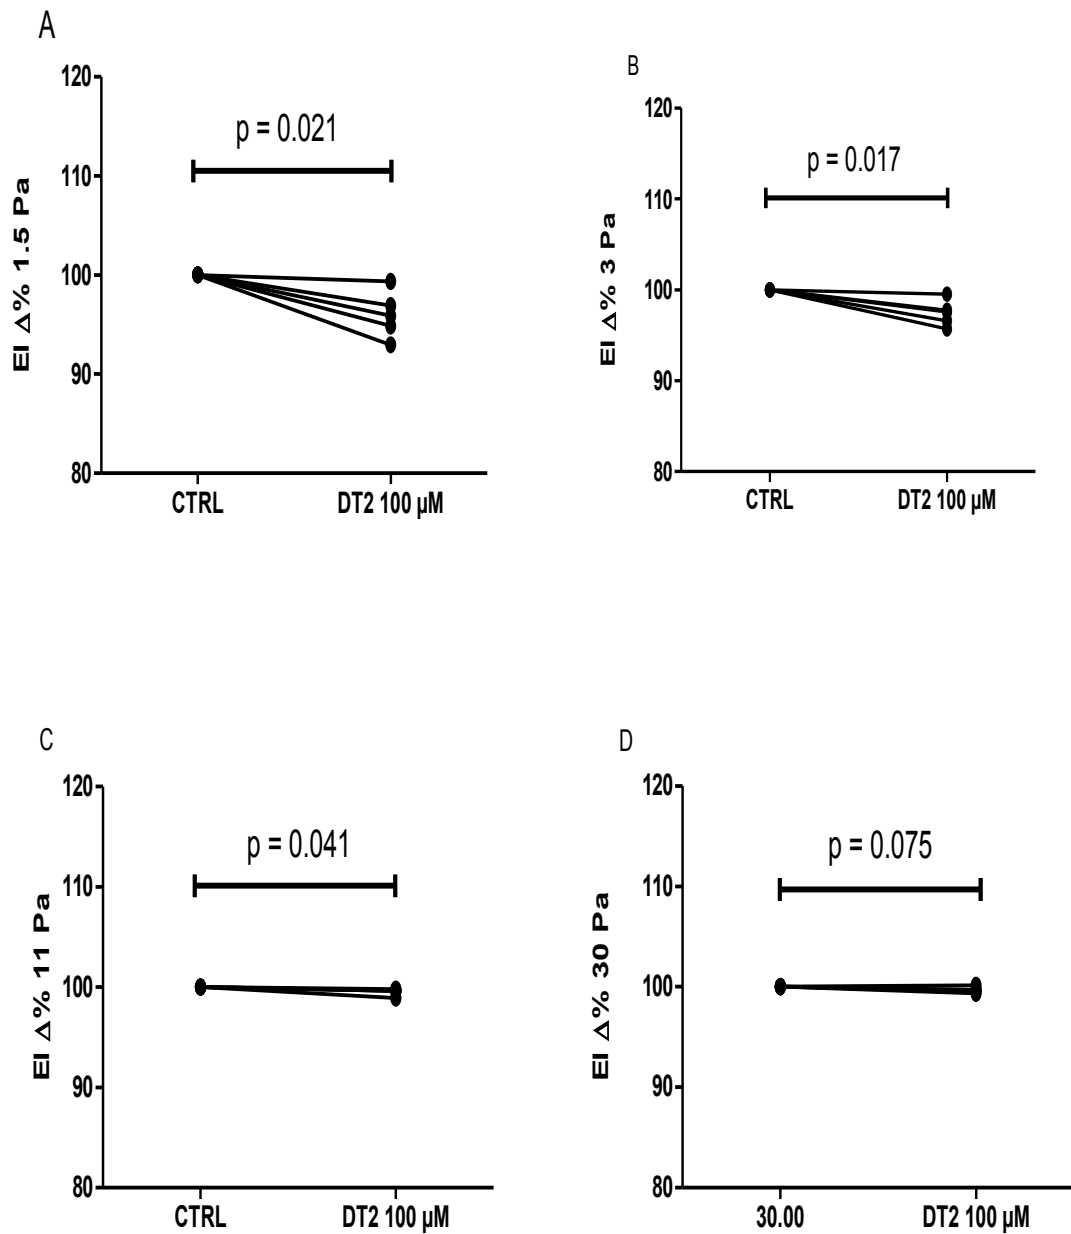 A
120
110
100
90
80
EI Δ% 1.5 Pa
p = 0.021
CTRL
DT2 100 µM
B
120
110
100
90
80
EI Δ% 3 Pa
p = 0.017
CTRL
DT2 100 µM
C
120
110
100
90
80
EI Δ% 11 Pa
p = 0.041
CTRL
DT2 100 µM
D
120
110
100
90
80
EI Δ% 30 Pa
p = 0.075
30.00
DT2 100 µM